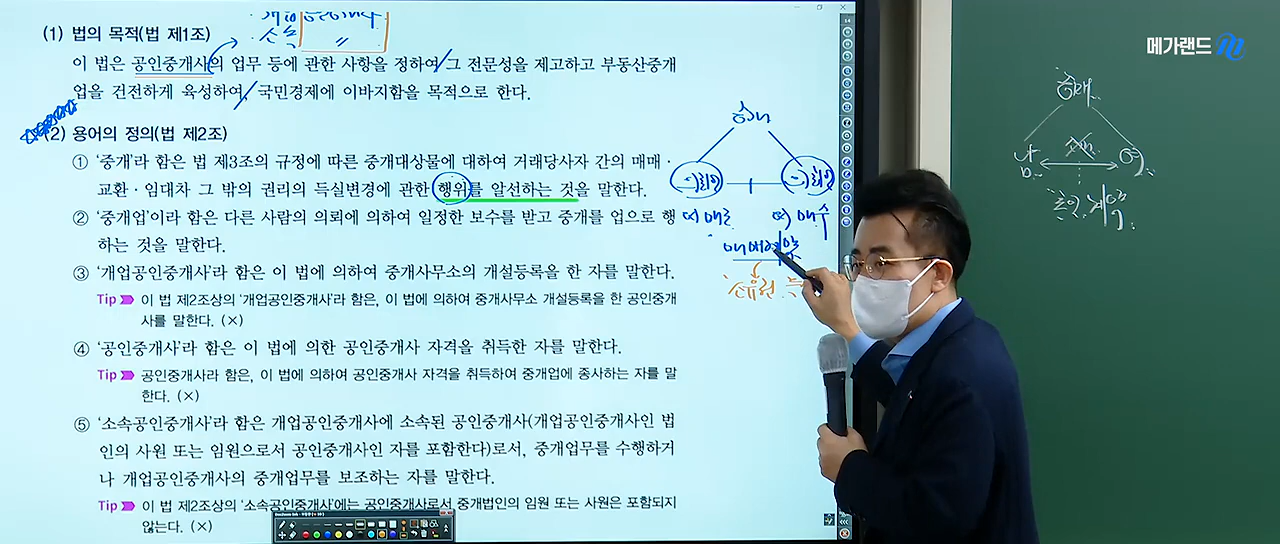 (1) 법의 목적(법 제1조)
이 법은 공인중개사의 업무 등에 관한 사항을 정하여 그 전문성을 제고하고 부동산중개
업을 건전하게 육성하여 국민경제에 이바지함을 목적으로 한다.
(2) 용어의 정의(법 제2조)
① ‘중개’라 함은 법 제3조의 규정에 따른 중개대상물에 대하여 거래당사자 간의 매매·
교환·임대차 그 밖의 권리의 득실변경에 관한 행위를 알선하는 것을 말한다.
② ‘중개업’이라 함은 다른 사람의 의뢰에 의하여 일정한 보수를 받고 중개를 업으로 행
하는 것을 말한다.
③ ‘개업공인중개사’라 함은 이 법에 의하여 중개사무소의 개설등록을 한 자를 말한다.
Tip 이 법 제2조상의 ‘개업공인중개사’라 함은, 이 법에 의하여 중개사무소 개설등록을 한 공인중개
사를 말한다. (×)
④ ‘공인중개사’라 함은 이 법에 의한 공인중개사 자격을 취득한 자를 말한다.
Tip 공인중개사라 함은, 이 법에 의하여 공인중개사 자격을 취득하여 중개업에 종사하는 자를 말
한다. (×)
⑤ ‘소속공인중개사’라 함은 개업공인중개사에 소속된 공인중개사(개업공인중개사인 법
인의 사원 또는 임원으로서 공인중개사인 자를 포함한다)로서, 중개업무를 수행하거
나 개업공인중개사의 중개업무를 보조하는 자를 말한다.
Tip 이 법 제2조상의 ‘소속공인중개사’에는 공인중개사로서 중개법인의 임원 또는 사원은 포함되지
않는다. (×)
메가랜드
중개